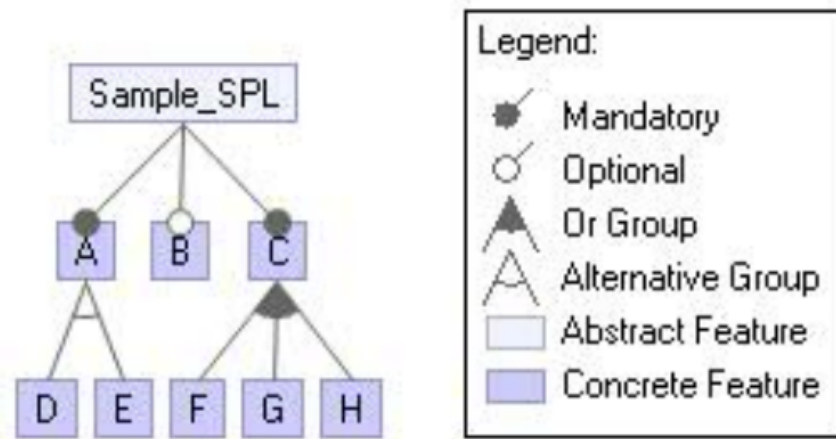 Sample_SPL
A B C
D E F G H
Legend:
Mandatory
Optional
Or Group
Alternative Group
Abstract Feature
Concrete Feature